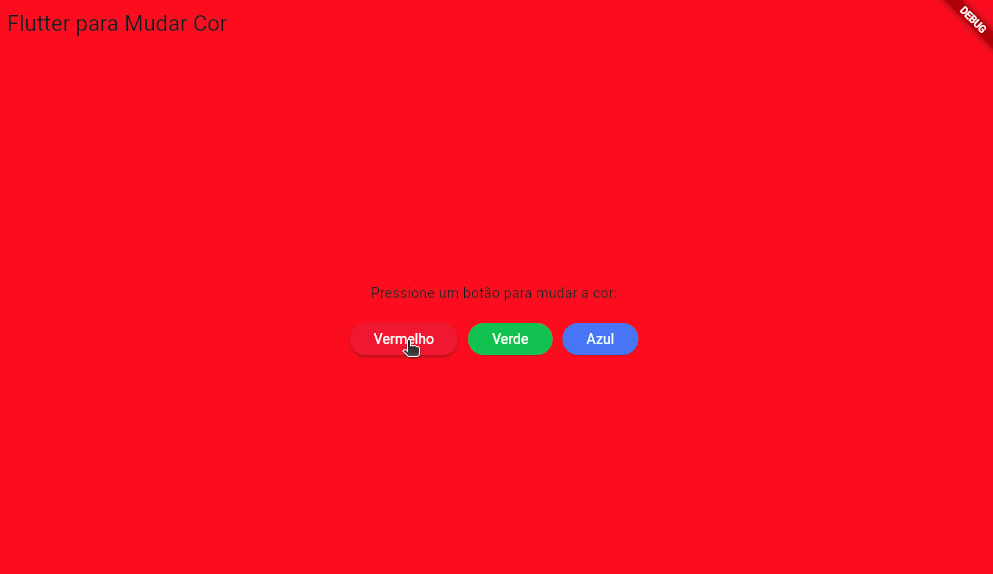 Flutter para Mudar Cor
DEBUG
Pressione um botão para mudar a cor:
Vermelho
Verde
Azul